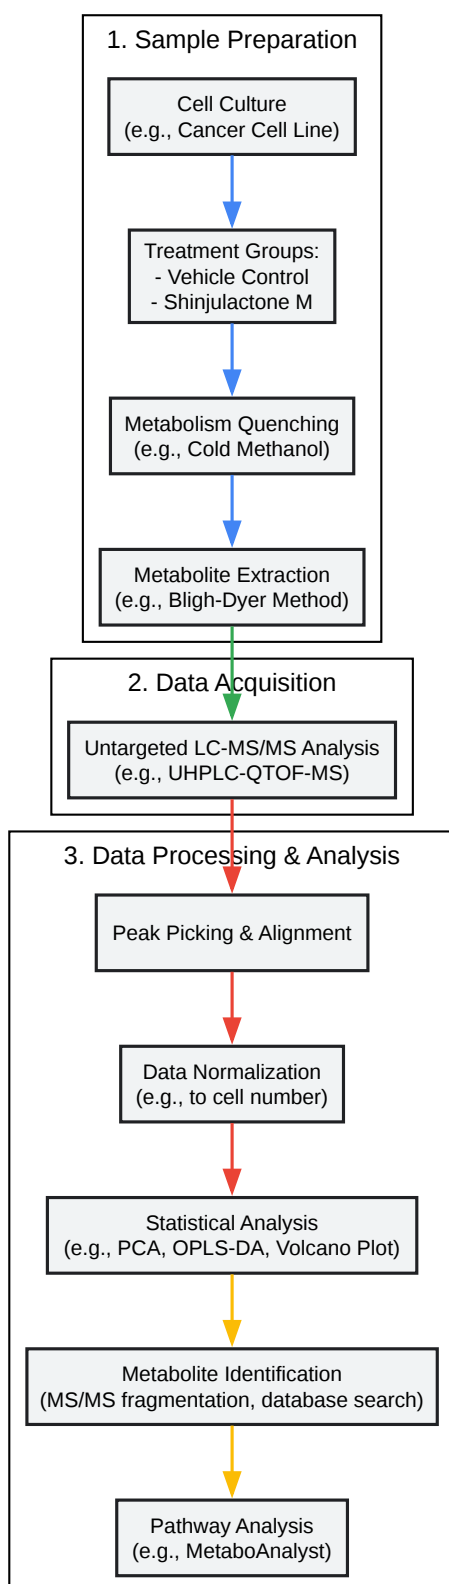 1. Sample Preparation
Cell Culture
(e.g., Cancer Cell Line)
Treatment Groups:
- Vehicle Control
- Shinjulactone M
Metabolism Quenching
(e.g., Cold Methanol)
Metabolite Extraction
(e.g., Bligh-Dyer Method)
2. Data Acquisition
Untargeted LC-MS/MS Analysis
(e.g., UHPLC-QTOF-MS)
3. Data Processing & Analysis
Peak Picking & Alignment
Data Normalization
(e.g., to cell number)
Statistical Analysis
(e.g., PCA, OPLS-DA, Volcano Plot)
Metabolite Identification
(MS/MS fragmentation, database search)
Pathway Analysis
(e.g., MetaboAnalyst)